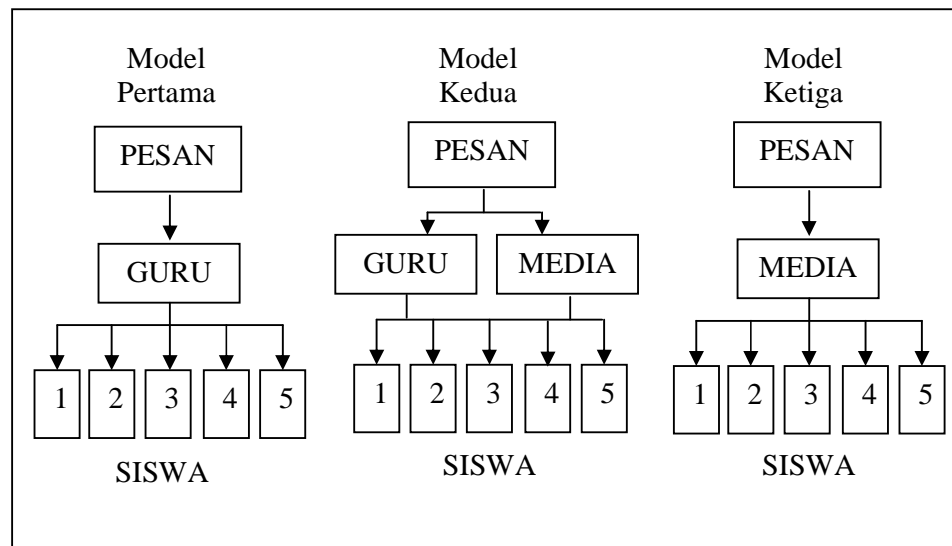 Model
Pertama
PESAN
GURU
1 2 3 4 5
SISWA
Model
Kedua
PESAN
GURU MEDIA
1 2 3 4 5
SISWA
Model
Ketiga
PESAN
MEDIA
1 2 3 4 5
SISWA